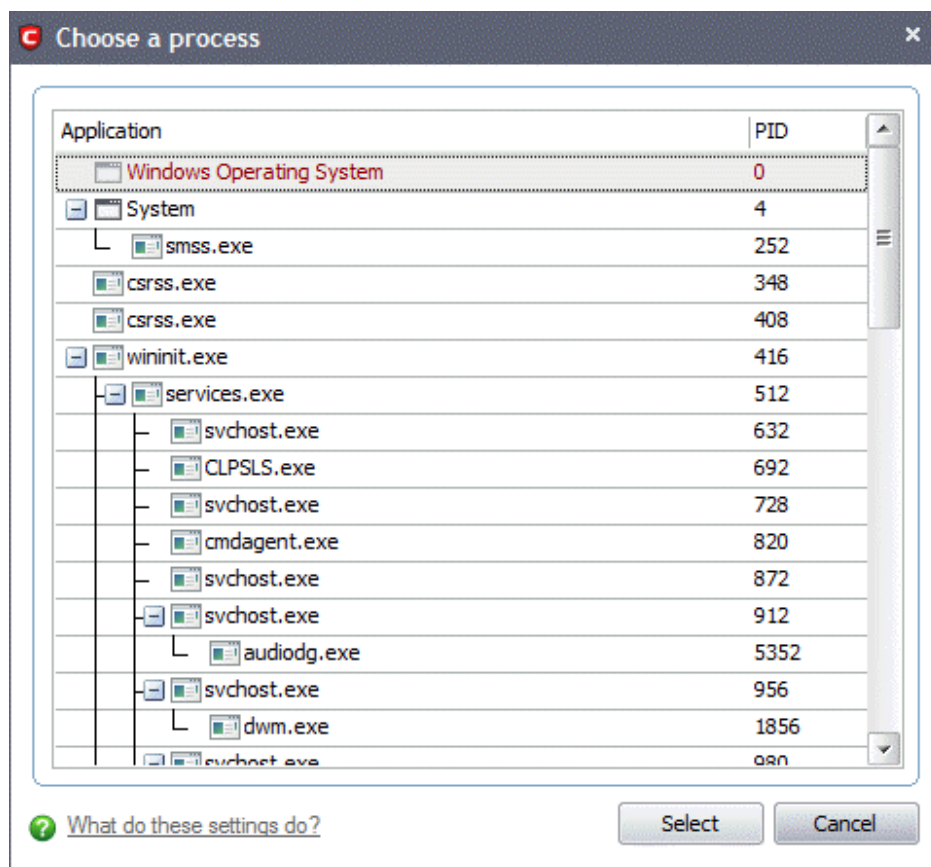 Choose a process
Application PID
Windows Operating System 0
System 4
smss.exe 252
csrss.exe 348
csrss.exe 408
wininit.exe 416
services.exe 512
svchost.exe 632
CLPSLS.exe 692
svchost.exe 728
cmdagent.exe 820
svchost.exe 872
svchost.exe 912
audiodg.exe 5352
svchost.exe 956
dwm.exe 1856
svchost.exe 980
What do these settings do? Select Cancel